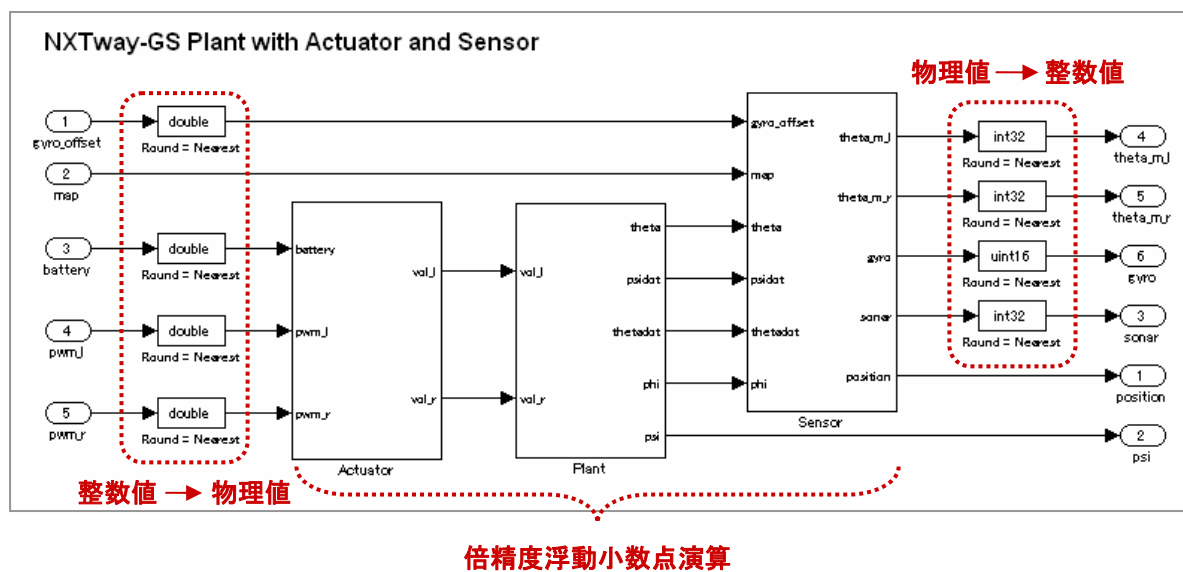 NXTway-GS Plant with Actuator and Sensor
物理値 → 整数値
1
gyro_offset
double
Round = Nearest
2
map
3
battery
double
Round = Nearest
4
pwm_l
double
Round = Nearest
5
pwm_r
double
Round = Nearest
整数値 → 物理値
battery
pwm_l
pwm_r
vol_l
vol_r
Actuator
vol_l
vol_r
theta
psidot
thetadot
phi
psi
Plant
gyro_offset
map
theta
psidot
thetadot
phi
theta_m_l
theta_m_r
gyro
sonar
position
Sensor
int32
Round = Nearest
int32
Round = Nearest
uint16
Round = Nearest
int32
Round = Nearest
4
theta_m_l
5
theta_m_r
6
gyro
3
sonar
1
position
2
psi
倍精度浮動小数点演算